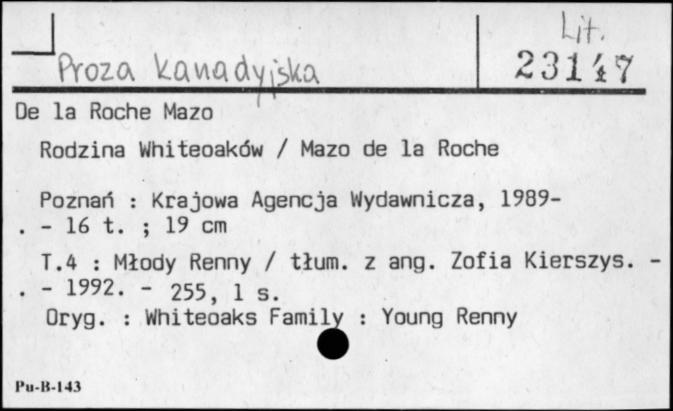 Lit.
Proza kanadyjska
23147
De la Roche Mazo
Rodzina Whiteoaków / Mazo de la Roche
Poznań : Krajowa Agencja Wydawnicza, 1989-
. - 16 t. ; 19 cm
T.4 : Młody Renny / tłum. z ang. Zofia Kierszys. -
. - 1992. - 255, 1 s.
Oryg. : Whiteoaks Family : Young Renny
Pu-B-143